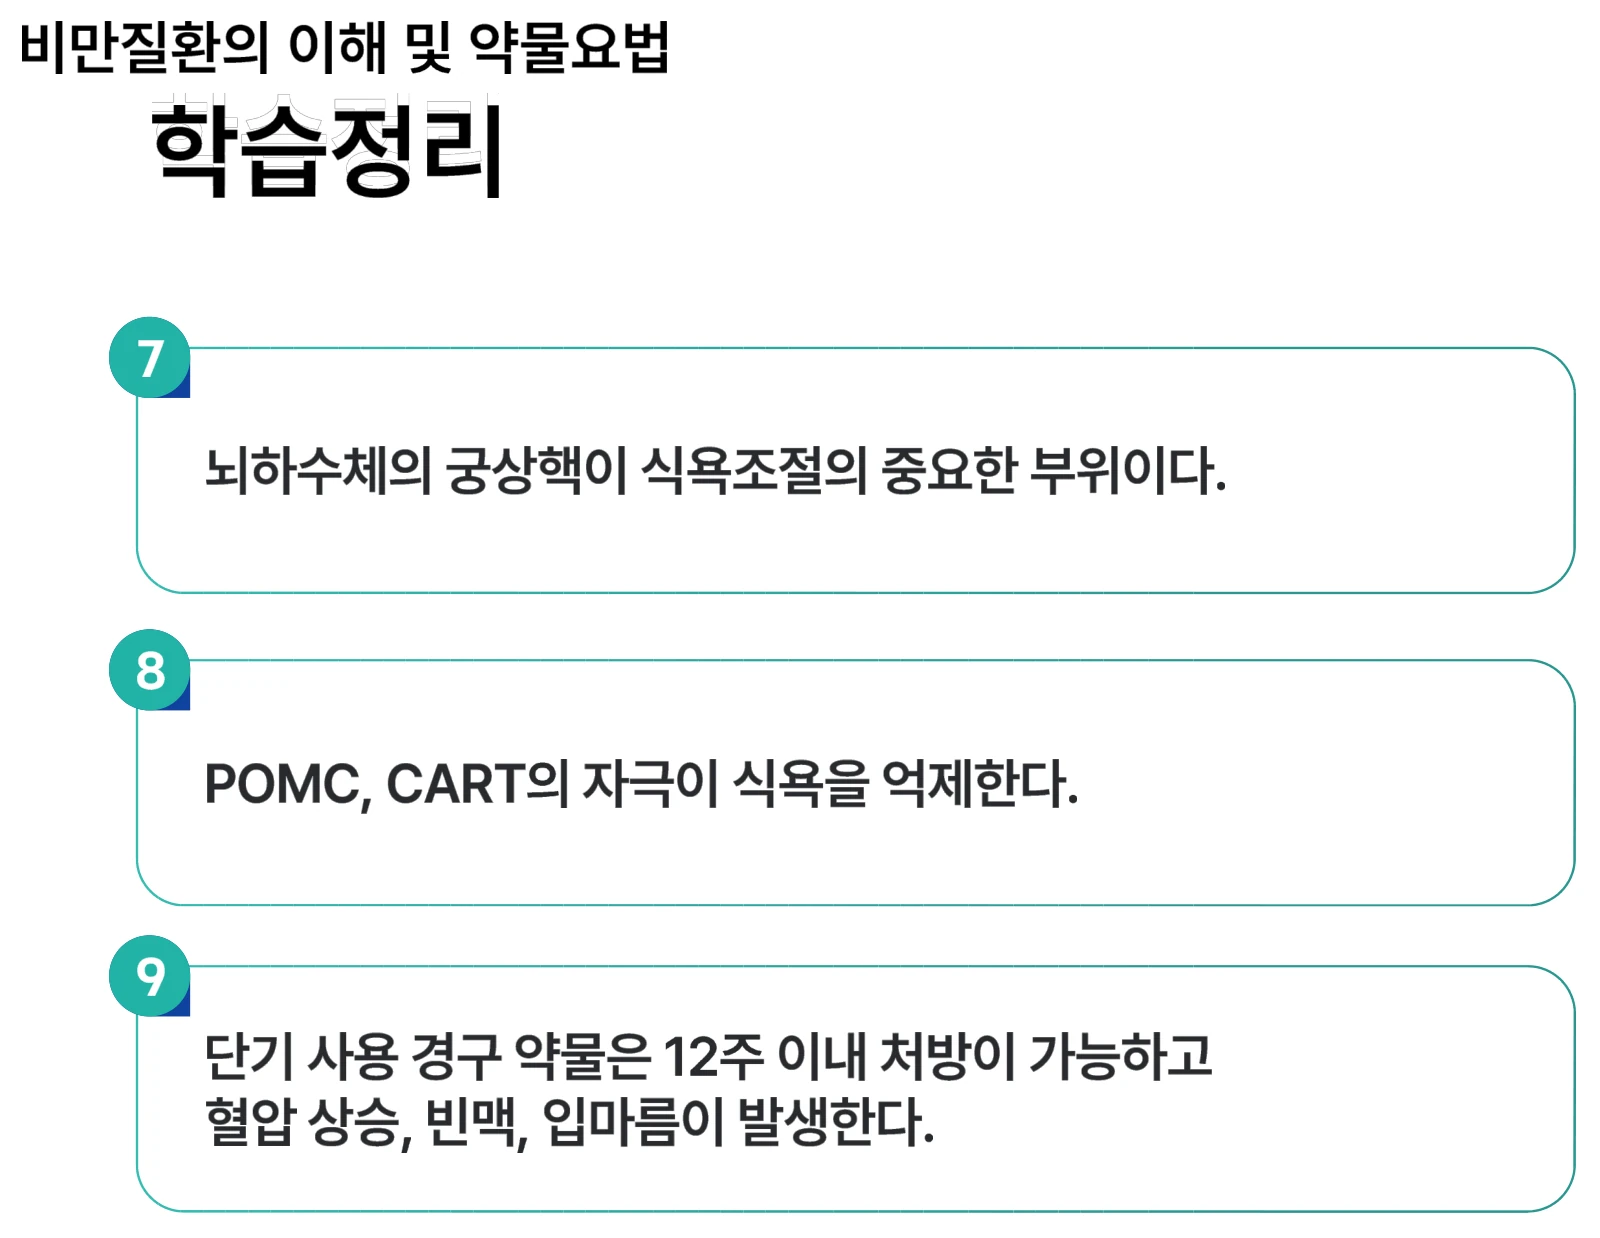 비만질환의 이해 및 약물요법
학습정리
7
뇌하수체의 궁상핵이 식욕조절의 중요한 부위이다.
8
POMC, CART의 자극이 식욕을 억제한다.
9
단기 사용 경구 약물은 12주 이내 처방이 가능하고
혈압 상승, 빈맥, 입마름이 발생한다.